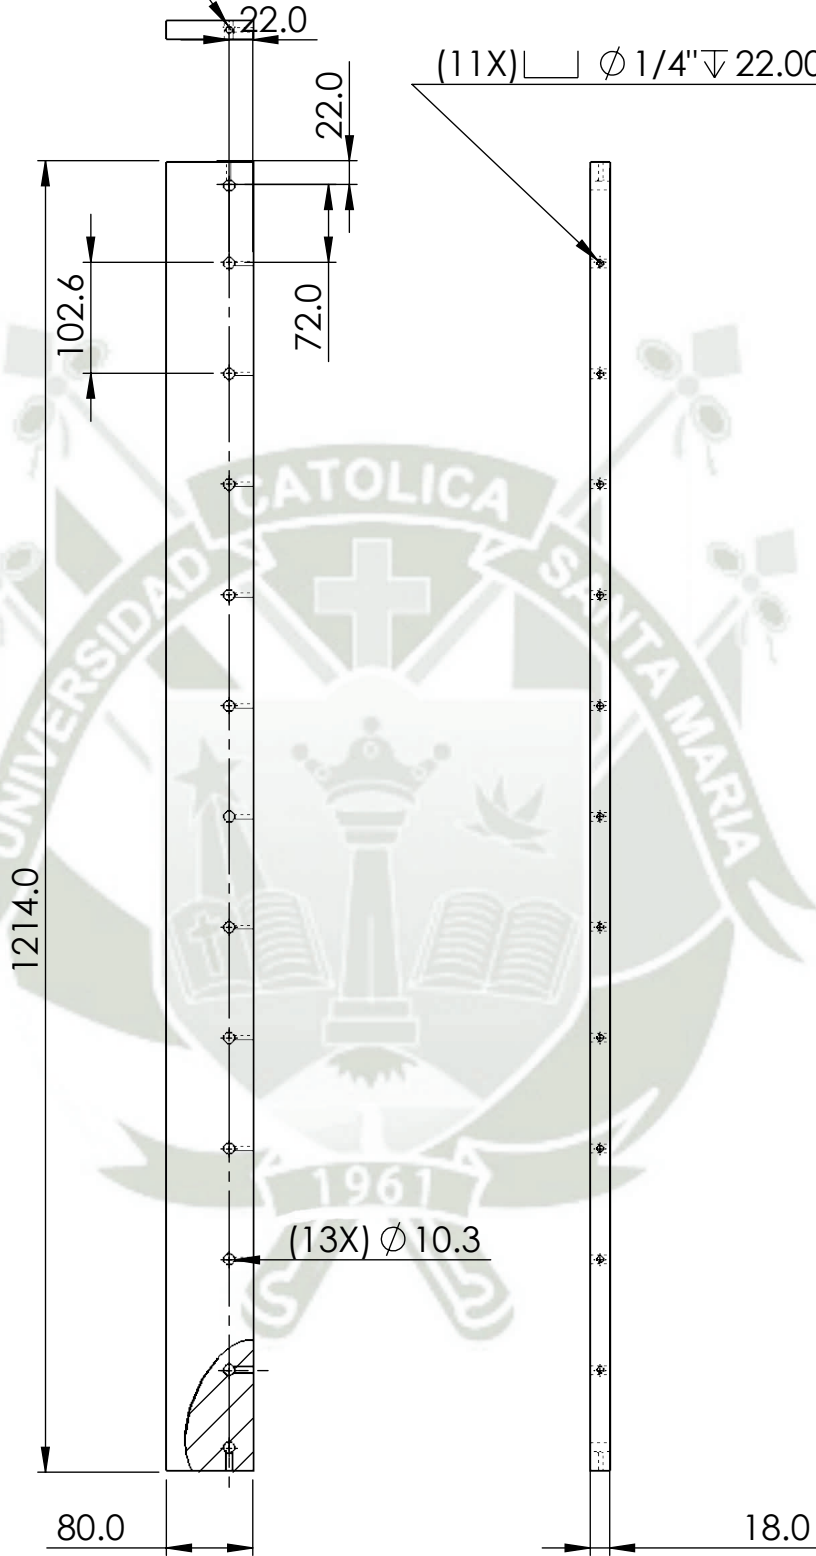 22.0
(11X) ⌴ ∅ 1/4" ↧ 22.00
22.0
102.6
72.0
CATOLICA
UNIVERSIDAD
SANTA MARIA
1214.0
1961
(13X) ∅ 10.3
80.0
18.0